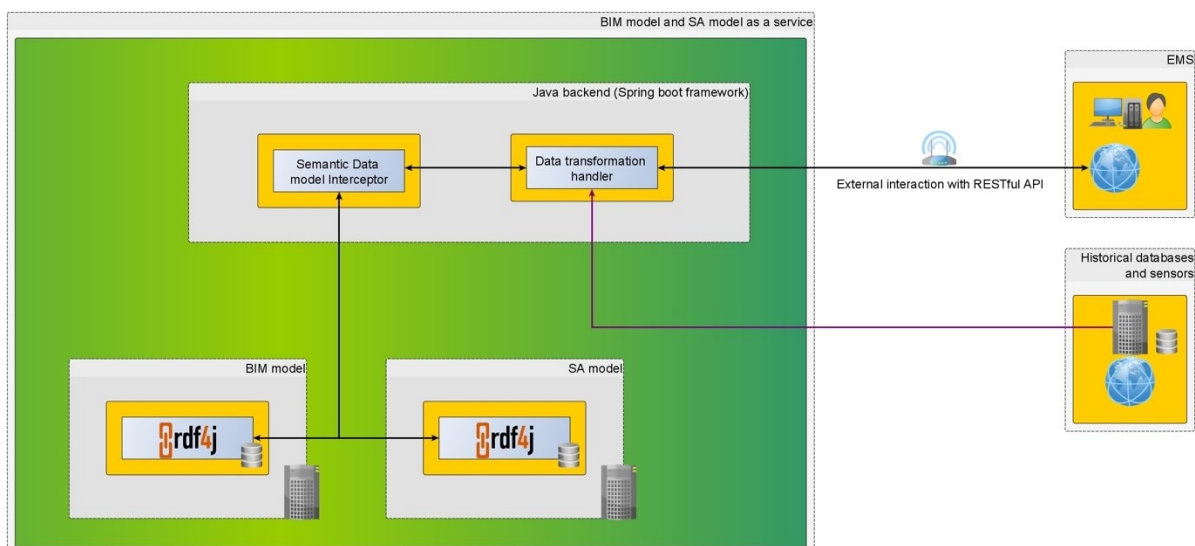 BIM model and SA model as a service
EMS
Java backend (Spring boot framework)
Semantic Data
model Interceptor
Data transformation
handler
External interaction with RESTful API
Historical databases
and sensors
BIM model
SA model
rdf4j
rdf4j